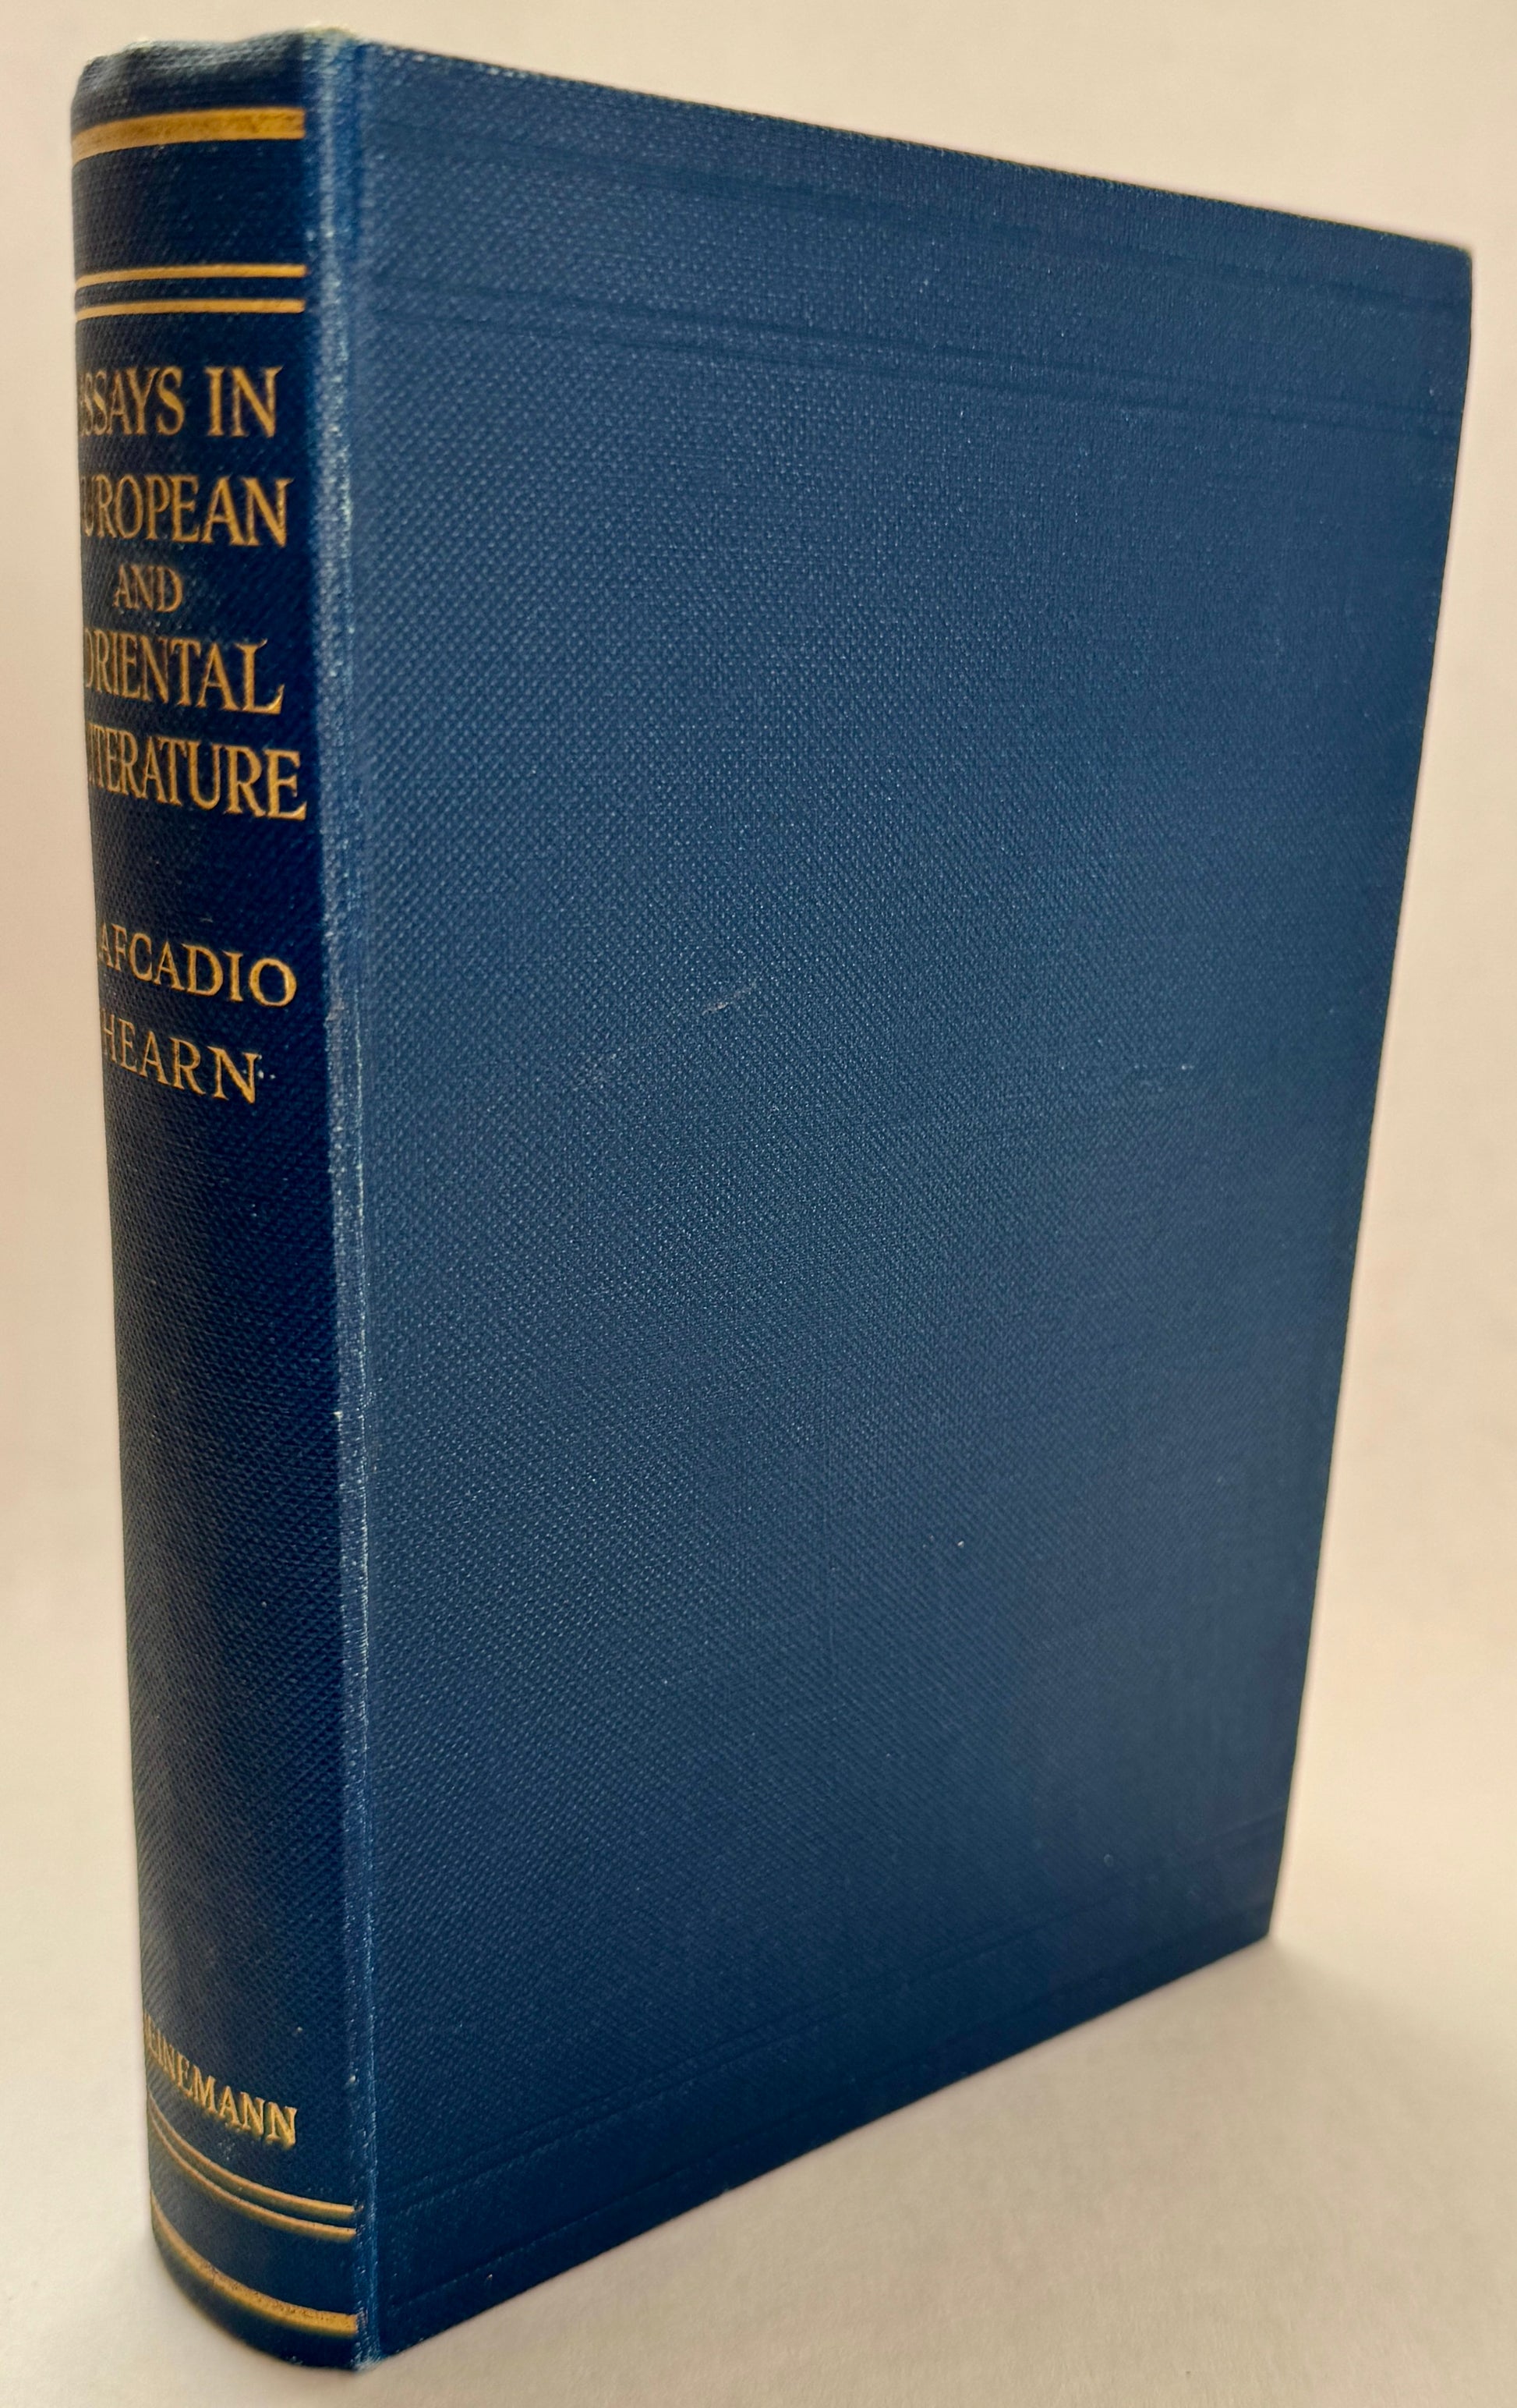 ESSAYS IN
EUROPEAN
AND
ORIENTAL
LITERATURE
LAFCADIO
HEARN
HEINEMANN